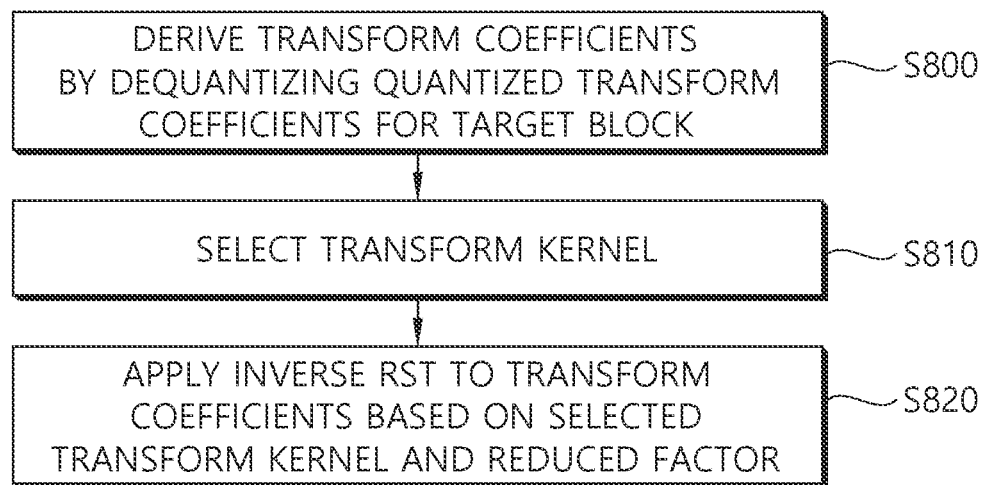 DERIVE TRANSFORM COEFFICIENTS
BY DEQUANTIZING QUANTIZED TRANSFORM
COEFFICIENTS FOR TARGET BLOCK
S800
SELECT TRANSFORM KERNEL
S810
APPLY INVERSE RST TO TRANSFORM
COEFFICIENTS BASED ON SELECTED
TRANSFORM KERNEL AND REDUCED FACTOR
S820